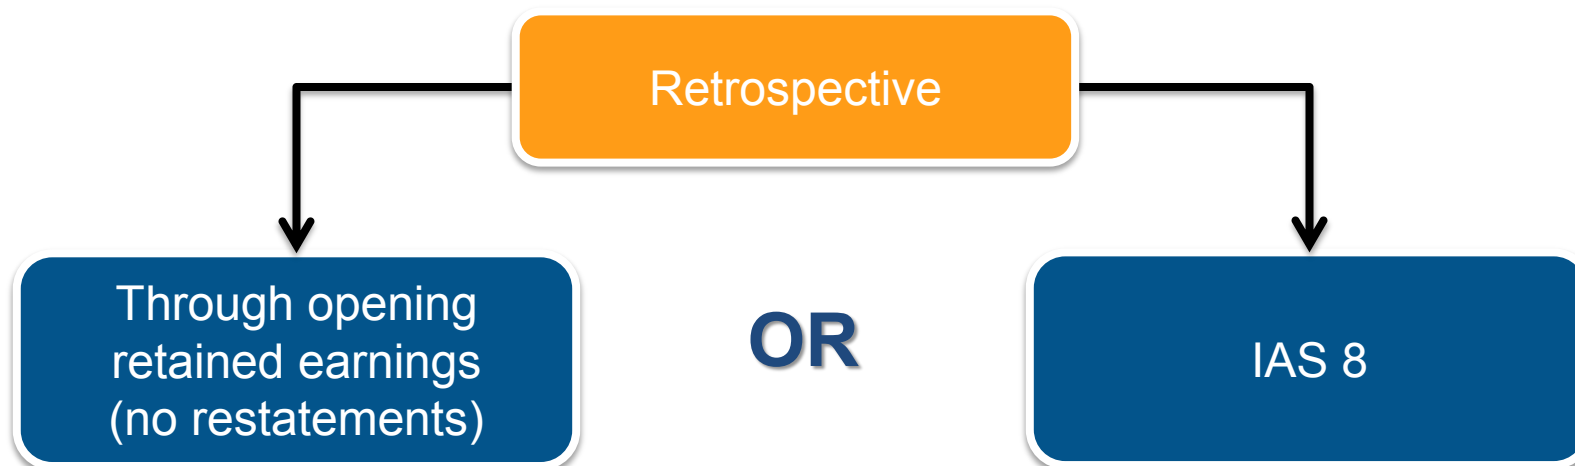 Retrospective
Through opening
retained earnings
(no restatements)
OR
IAS 8